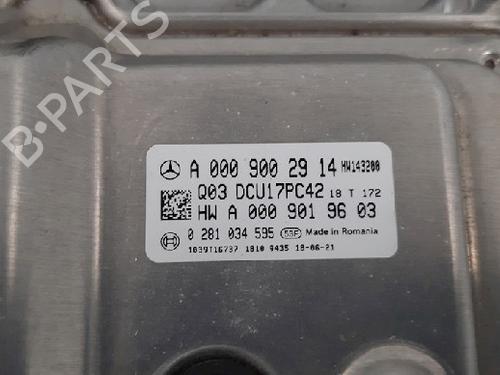 B-PARTS
A 000 900 29 14 HW143200
Q03 DCU17PC42 18 T 172
HW A 000 901 96 03
0 281 034 595 53F Made in Romania
1039T16737 1810 9435 18-06-21